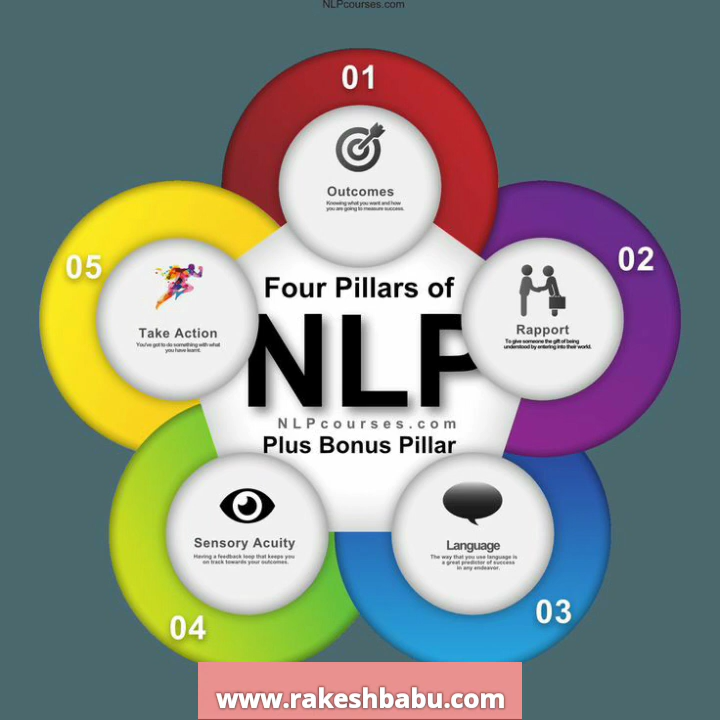 NLPcourses.com
01
Outcomes
Knowing what you want and how
you are going to measure success.
02
Rapport
To give someone the gift of being
understood by entering into their world.
Four Pillars of
NLP
NLPcourses.com
Plus Bonus Pillar
03
Language
The way that you use language is
a great predictor of success
in any endeavor.
04
Sensory Acuity
Having a feedback loop that keeps you
on track towards your outcomes.
05
Take Action
You've got to do something with what
you have learnt.
www.rakeshbabu.com